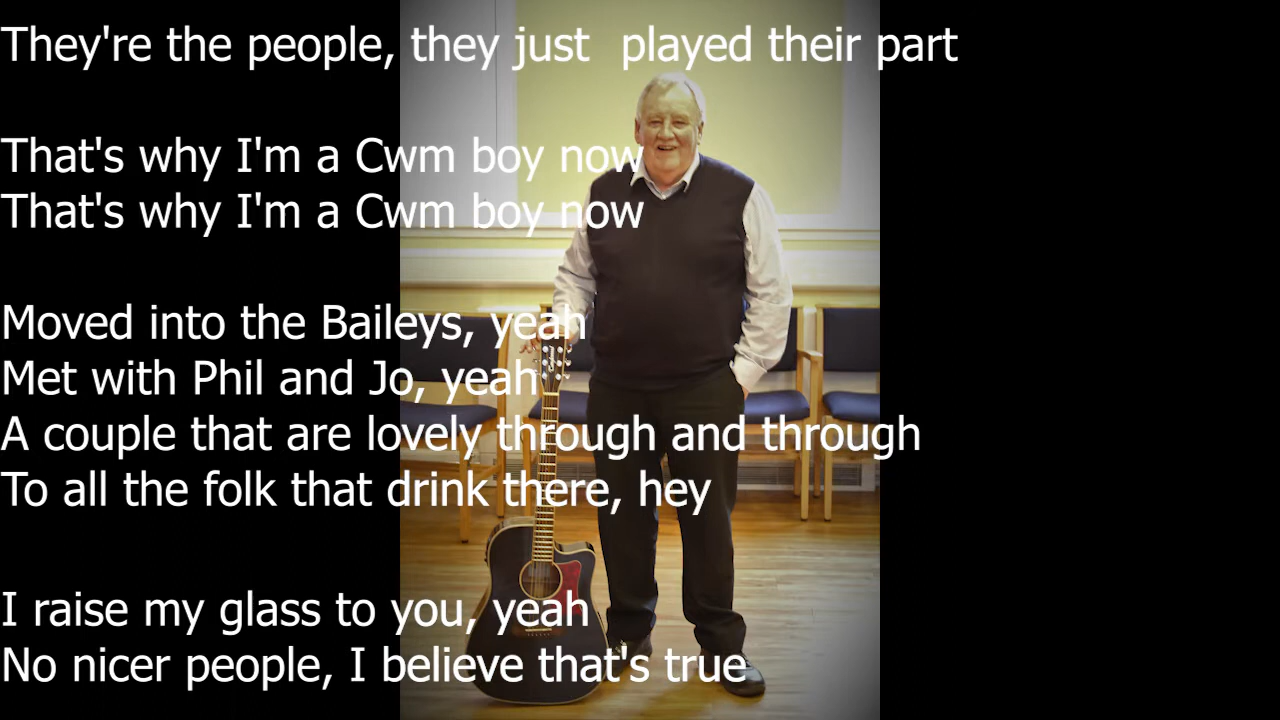 They're the people, they just  played their part
That's why I'm a Cwm boy now
That's why I'm a Cwm boy now
Moved into the Baileys, yeah
Met with Phil and Jo, yeah
A couple that are lovely through and through
To all the folk that drink there, hey
I raise my glass to you, yeah
No nicer people, I believe that's true